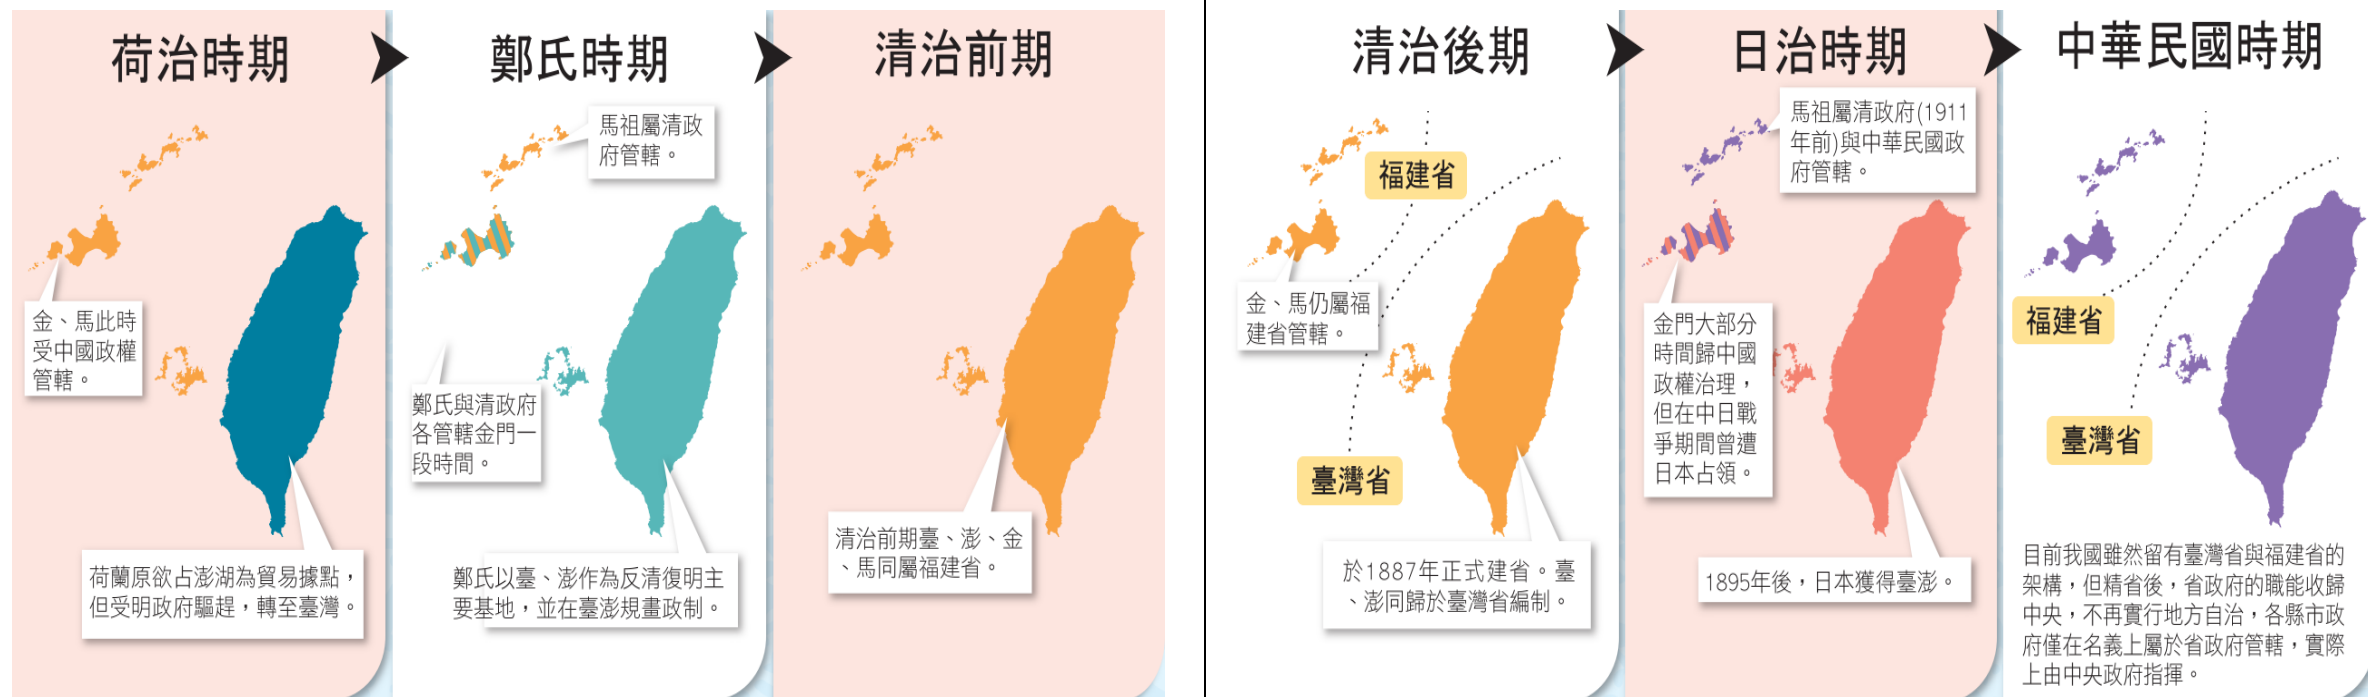 荷治時期
金、馬此時
受中國政權
管轄。
荷蘭原欲占澎湖為貿易據點，
但受明政府驅趕，轉至臺灣。
鄭氏時期
馬祖屬清政
府管轄。
鄭氏與清政府
各管轄金門一
段時間。
鄭氏以臺、澎作為反清復明主
要基地，並在臺澎規畫政制。
清治前期
清治前期臺、澎、金
、馬同屬福建省。
清治後期
福建省
金、馬仍屬福
建省管轄。
臺灣省
於1887年正式建省。臺
、澎同歸於臺灣省編制。
日治時期
馬祖屬清政府(1911
年前)與中華民國政
府管轄。
金門大部分
時間歸中國
政權治理，
但在中日戰
爭期間曾遭
日本占領。
1895年後，日本獲得臺澎。
中華民國時期
福建省
臺灣省
目前我國雖然留有臺灣省與福建省的
架構，但精省後，省政府的職能收歸
中央，不再實行地方自治，各縣市政
府僅在名義上屬於省政府管轄，實際
上由中央政府指揮。